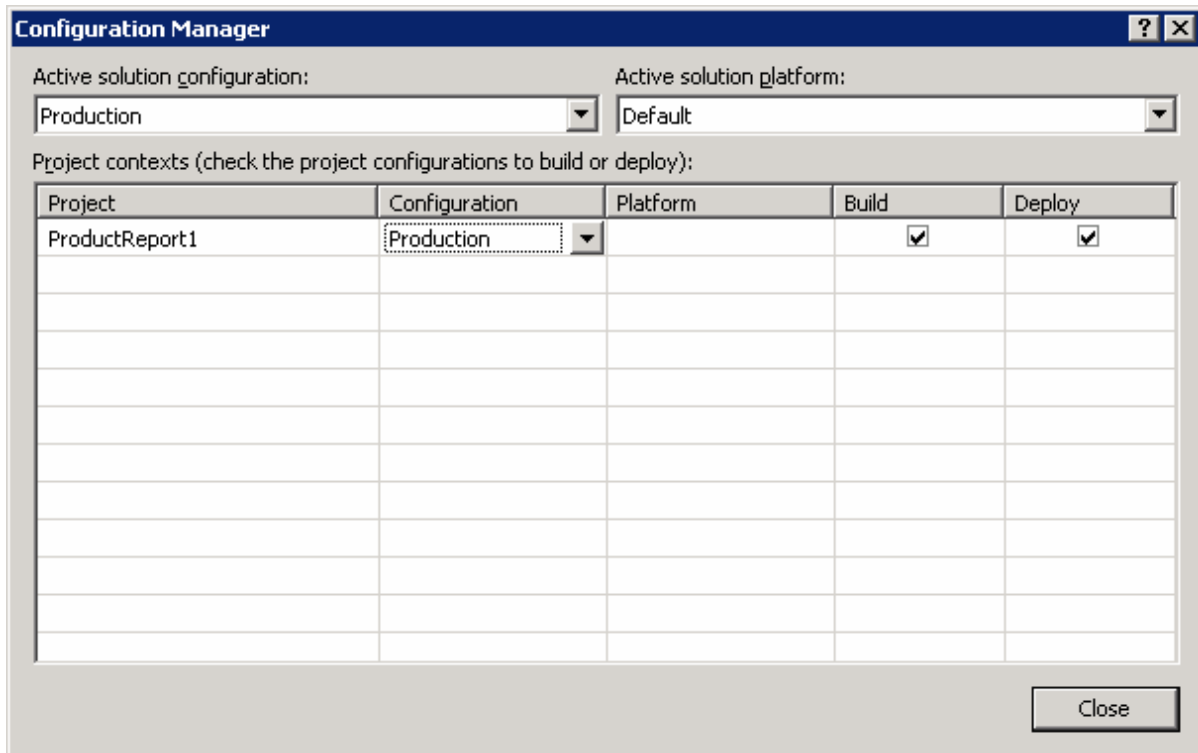 Configuration Manager
Active solution configuration: Active solution platform:
Production Default
Project contexts (check the project configurations to build or deploy):
Project Configuration Platform Build Deploy
ProductReport1 Production
Close